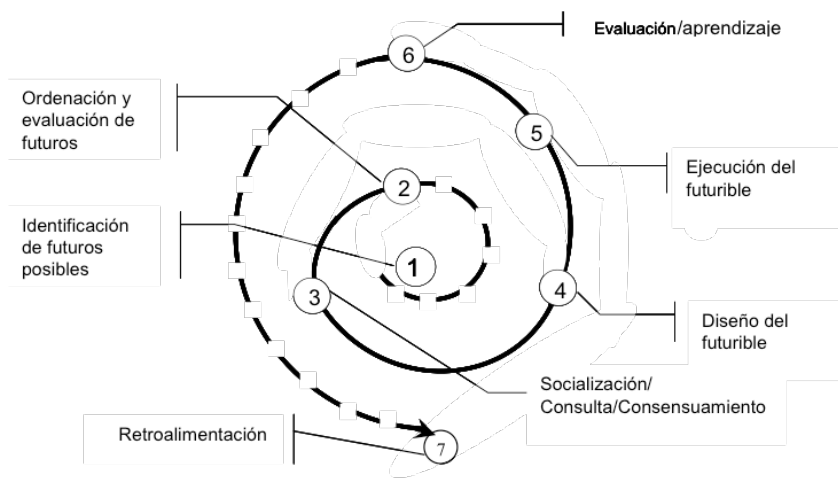 6
Evaluación/aprendizaje
Ordenación y
evaluación de
futuros
5
Ejecución del
futurible
2
Identificación
de futuros
posibles
1
3
4
Diseño del
futurible
Socialización/
Consulta/Consensuamiento
Retroalimentación
7